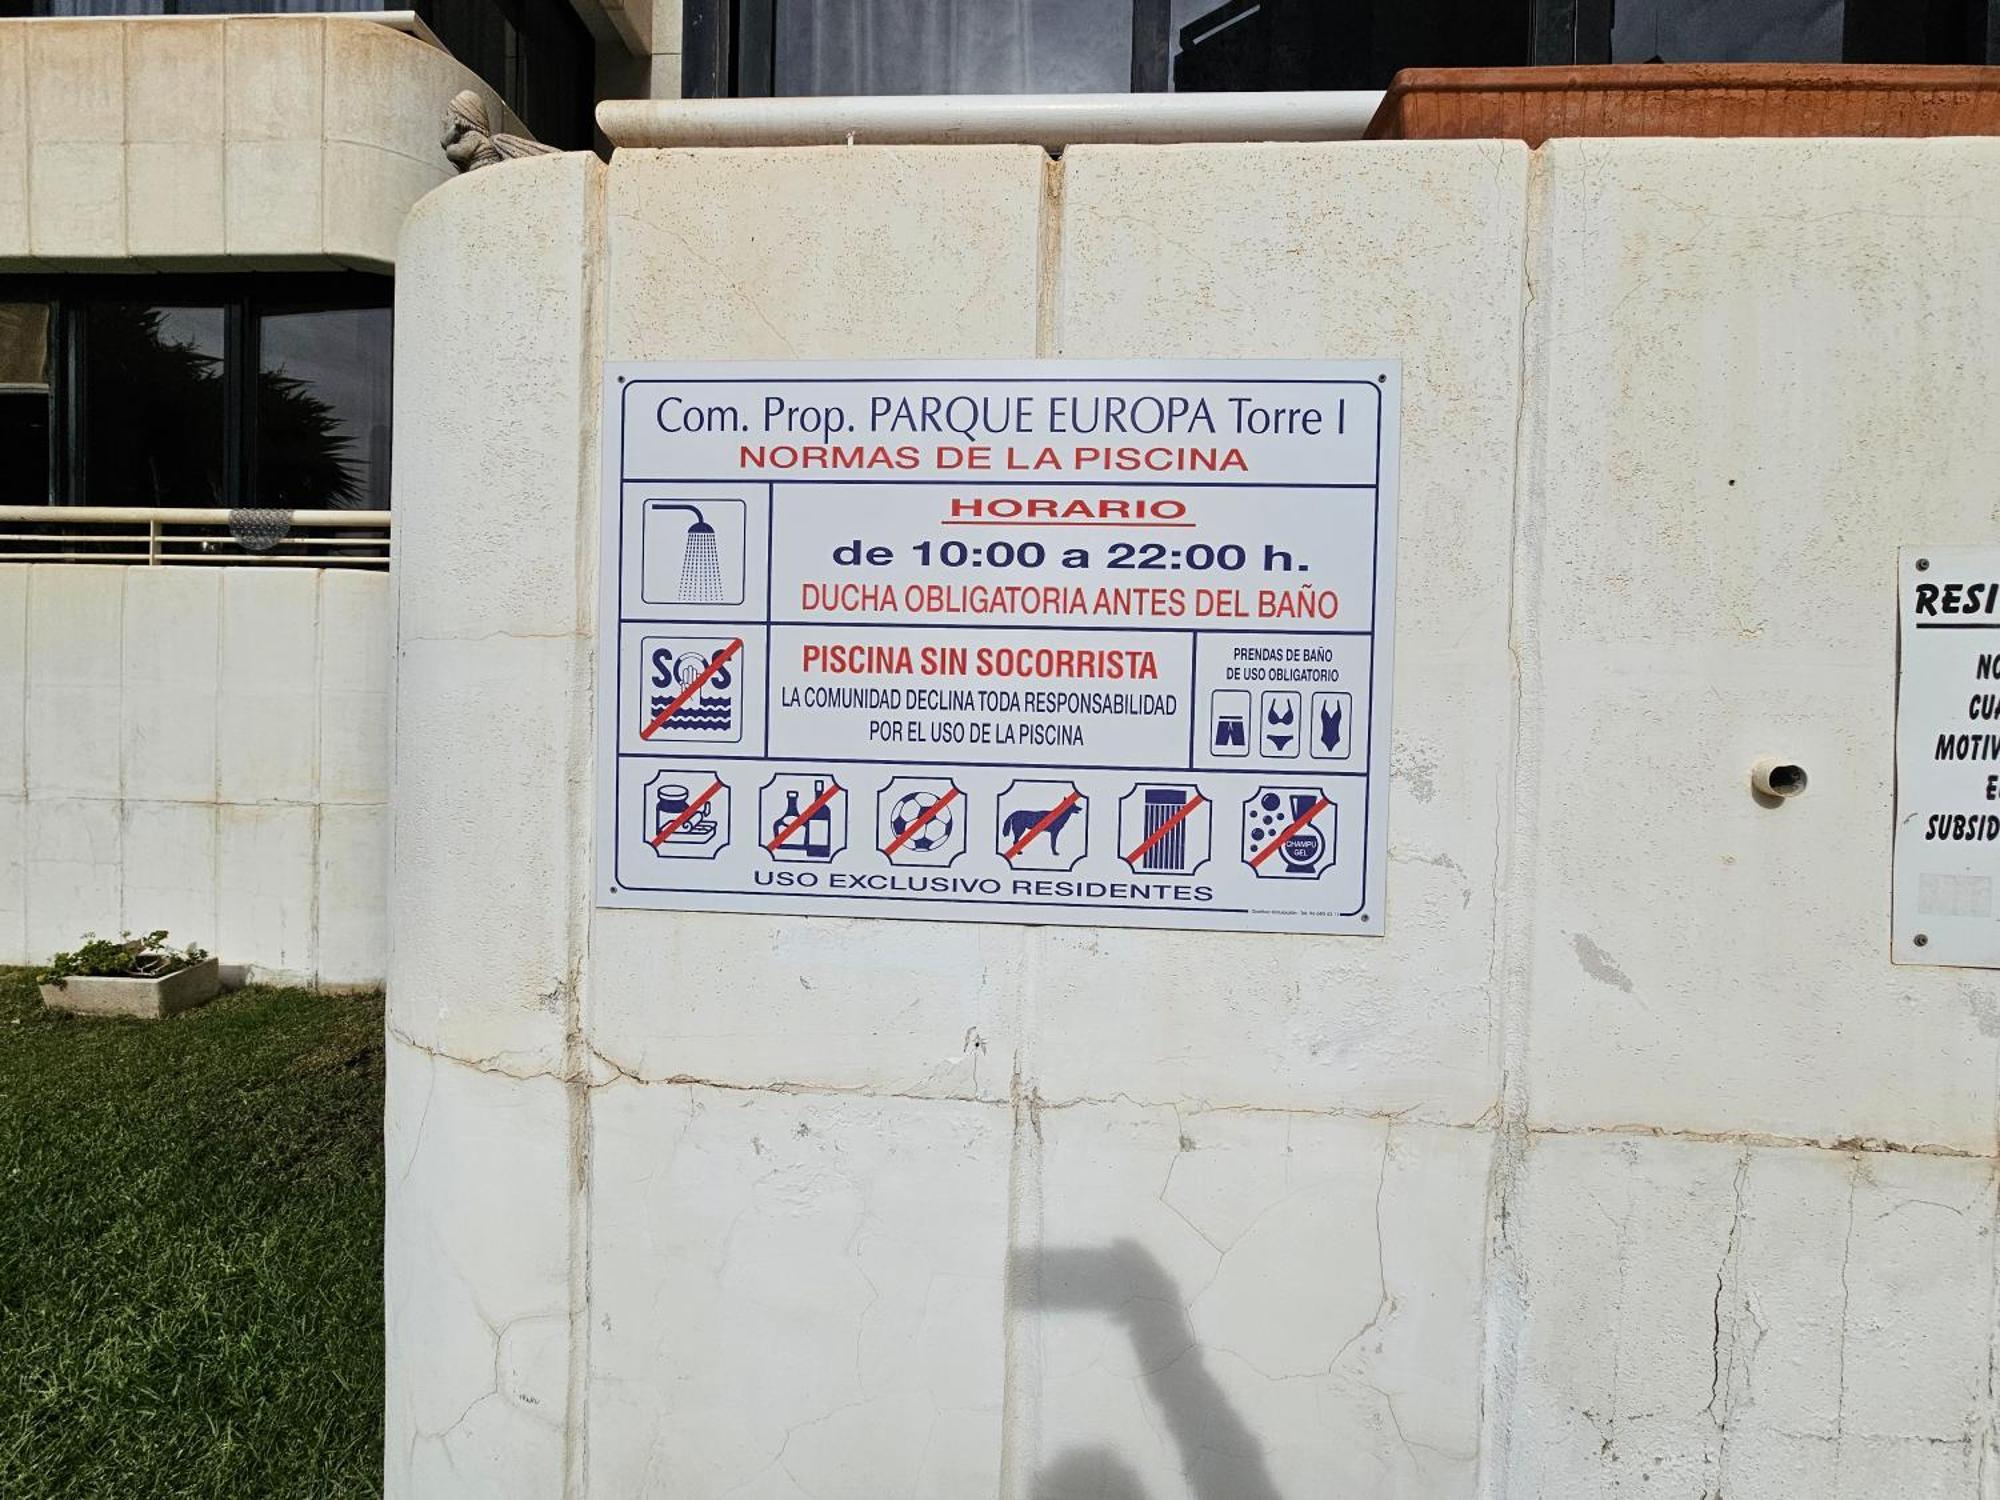 Com. Prop. PARQUE EUROPA Torre I
NORMAS DE LA PISCINA
HORARIO
de 10:00 a 22:00 h.
DUCHA OBLIGATORIA ANTES DEL BAÑO
SOS
PISCINA SIN SOCORRISTA
LA COMUNIDAD DECLINA TODA RESPONSABILIDAD
POR EL USO DE LA PISCINA
PRENDAS DE BAÑO
DE USO OBLIGATORIO
CHAMPU
GEL
USO EXCLUSIVO RESIDENTES
RESI
NO
CUA
MOTIV
SUBSID